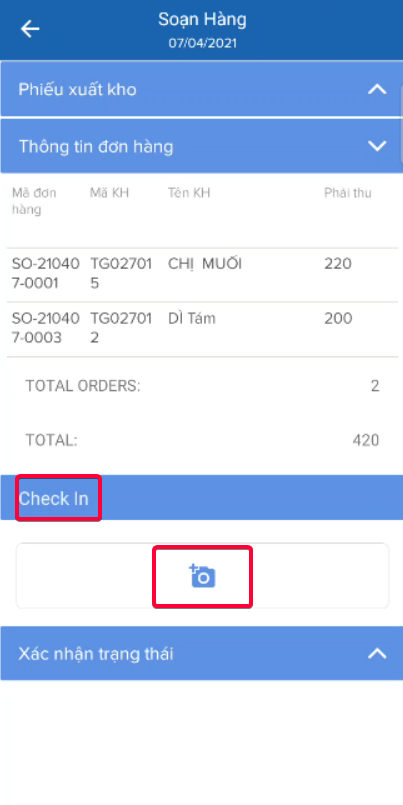 Soạn Hàng
07/04/2021
Phiếu xuất kho
Thông tin đơn hàng
Mã đơn hàng Mã KH Tên KH Phải thu
SO-210407-0001 TG027015 CHỊ MUỐI 220
SO-210407-0003 TG027012 DÌ Tám 200
TOTAL ORDERS: 2
TOTAL: 420
Check In
Xác nhận trạng thái